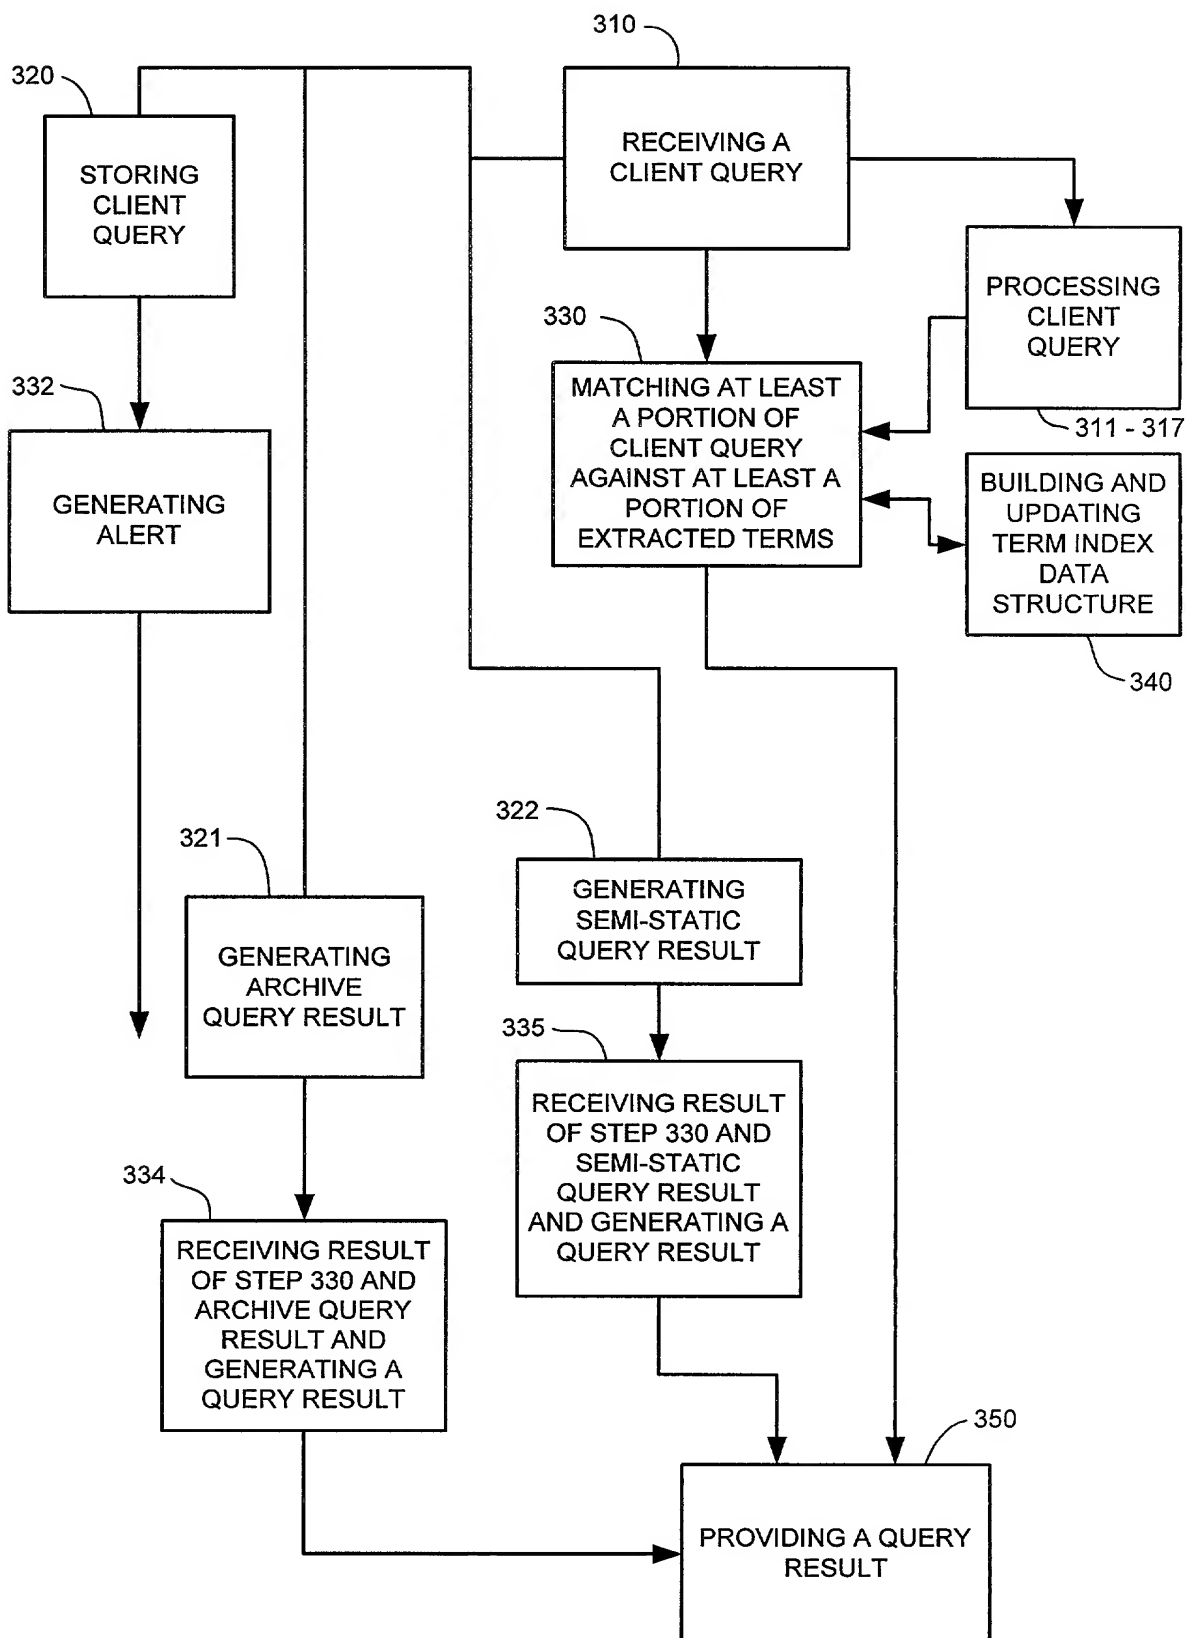 310
320
RECEIVING A
CLIENT QUERY
STORING
CLIENT
QUERY
PROCESSING
CLIENT
QUERY
311 - 317
330
MATCHING AT LEAST
A PORTION OF
CLIENT QUERY
AGAINST AT LEAST A
PORTION OF
EXTRACTED TERMS
332
GENERATING
ALERT
BUILDING AND
UPDATING
TERM INDEX
DATA
STRUCTURE
340
322
GENERATING
SEMI-STATIC
QUERY RESULT
321
GENERATING
ARCHIVE
QUERY RESULT
335
RECEIVING RESULT
OF STEP 330 AND
SEMI-STATIC
QUERY RESULT
AND GENERATING A
QUERY RESULT
334
RECEIVING RESULT
OF STEP 330 AND
ARCHIVE QUERY
RESULT AND
GENERATING A
QUERY RESULT
350
PROVIDING A QUERY
RESULT